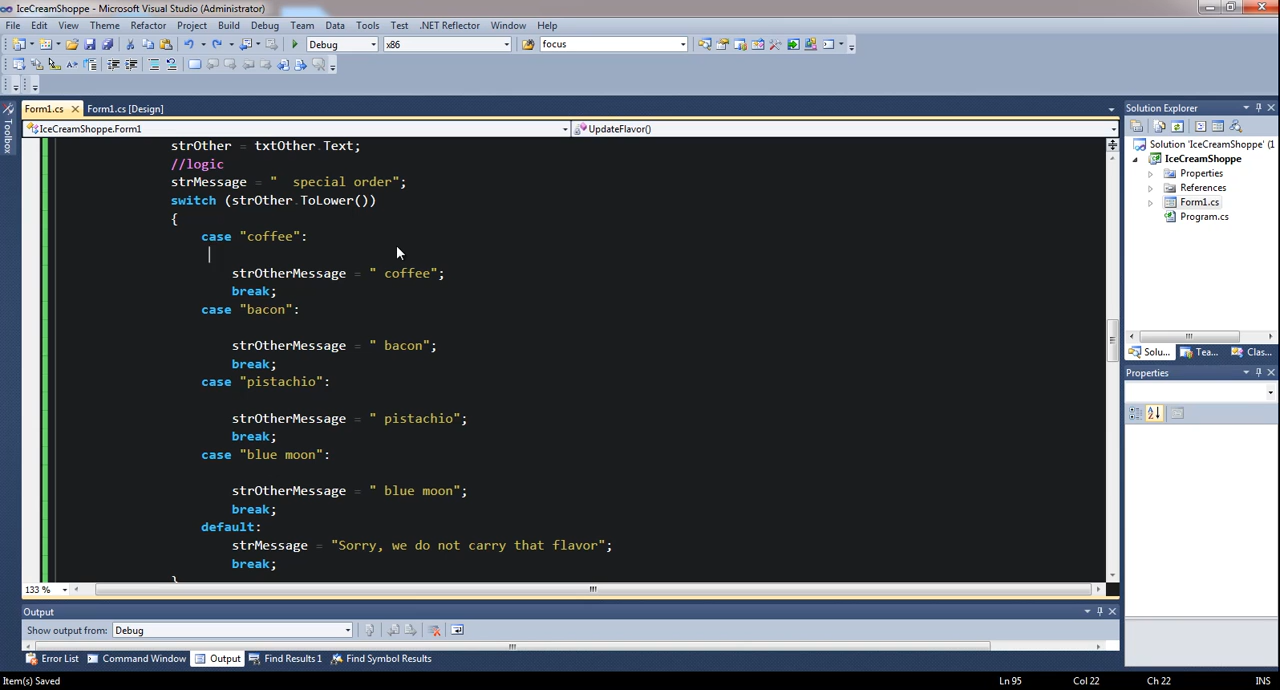 IceCreamShoppe - Microsoft Visual Studio (Administrator)
File Edit View Theme Refactor Project Build Debug Team Data Tools Test .NET Reflector Window Help
Debug x86 focus
Form1.cs Form1.cs [Design]
IceCreamShoppe.Form1 UpdateFlavor()
Toolbox
strOther = txtOther.Text;
//logic
strMessage = "  special order";
switch (strOther.ToLower())
{
case "coffee":
strOtherMessage = " coffee";
break;
case "bacon":
strOtherMessage = " bacon";
break;
case "pistachio":
strOtherMessage = " pistachio";
break;
case "blue moon":
strOtherMessage = " blue moon";
break;
default:
strMessage = "Sorry, we do not carry that flavor";
break;
}
133 %
Solution Explorer
Solution 'IceCreamShoppe' (1
IceCreamShoppe
Properties
References
Form1.cs
Program.cs
Solu... Tea... Clas...
Properties
Output
Show output from: Debug
Error List Command Window Output Find Results 1 Find Symbol Results
Item(s) Saved Ln 95 Col 22 Ch 22 INS